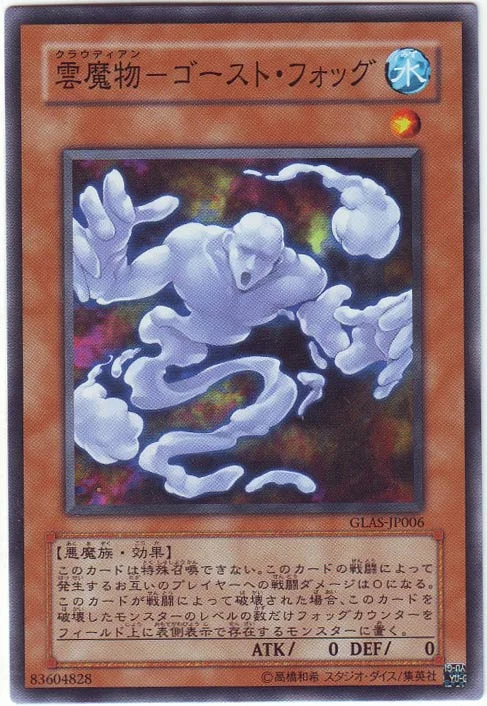 クラウディアン
雲魔物－ゴースト・フォッグ
水
GLAS-JP006
【悪魔族・効果】
このカードは特殊召喚できない。このカードの戦闘によって
発生するお互いのプレイヤーへの戦闘ダメージは0になる。
このカードが戦闘によって破壊された場合、このカードを
破壊したモンスターのレベルの数だけフォッグカウンターを
フィールド上に表側表示で存在するモンスターに置く。
ATK/ 0 DEF/ 0
83604828
©高橋和希 スタジオ・ダイス/集英社